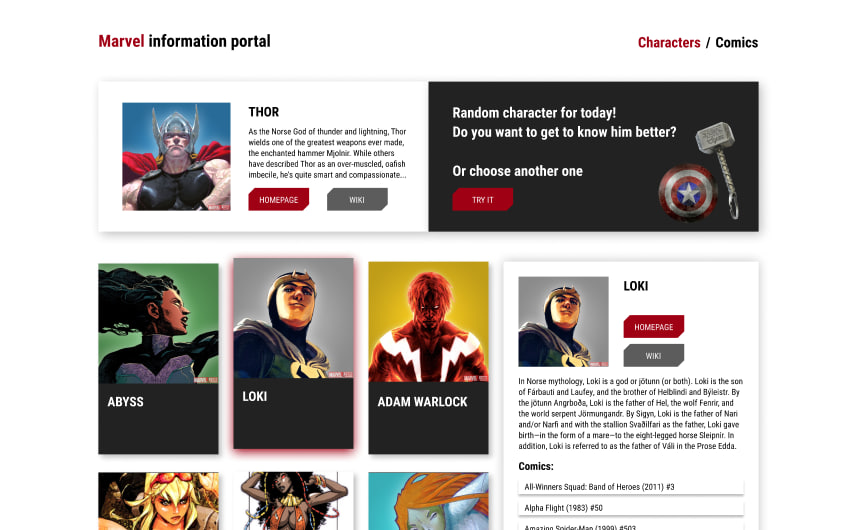 Marvel information portal
Characters / Comics
THOR
As the Norse God of thunder and lightning, Thor
wields one of the greatest weapons ever made,
the enchanted hammer Mjolnir. While others
have described Thor as an over-muscled, oafish
imbecile, he's quite smart and compassionate...
HOMEPAGE
WIKI
Random character for today!
Do you want to get to know him better?
Or choose another one
TRY IT
ABYSS
LOKI
ADAM WARLOCK
LOKI
HOMEPAGE
WIKI
In Norse mythology, Loki is a god or jötunn (or both). Loki is the son
of Fárbauti and Laufey, and the brother of Helblindi and Býleistr. By
the jötunn Angrboða, Loki is the father of Hel, the wolf Fenrir, and
the world serpent Jörmungandr. By Sigyn, Loki is the father of Nari
and/or Narfi and with the stallion Svaðilfari as the father, Loki gave
birth—in the form of a mare—to the eight-legged horse Sleipnir. In
addition, Loki is referred to as the father of Váli in the Prose Edda.
Comics:
All-Winners Squad: Band of Heroes (2011) #3
Alpha Flight (1983) #50
Amazing Spider-Man (1999) #503